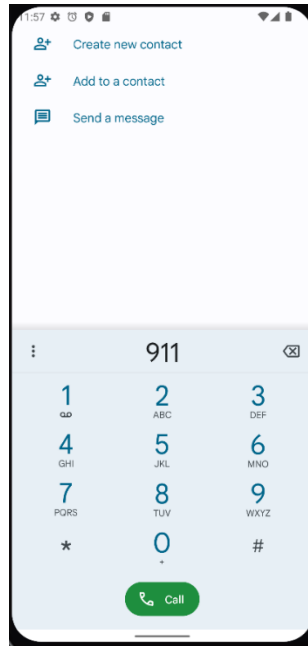 11:57
Create new contact
Add to a contact
Send a message
911
1 2 3
ABC DEF
4 5 6
GHI JKL MNO
7 8 9
PQRS TUV WXYZ
* 0 #
+
Call